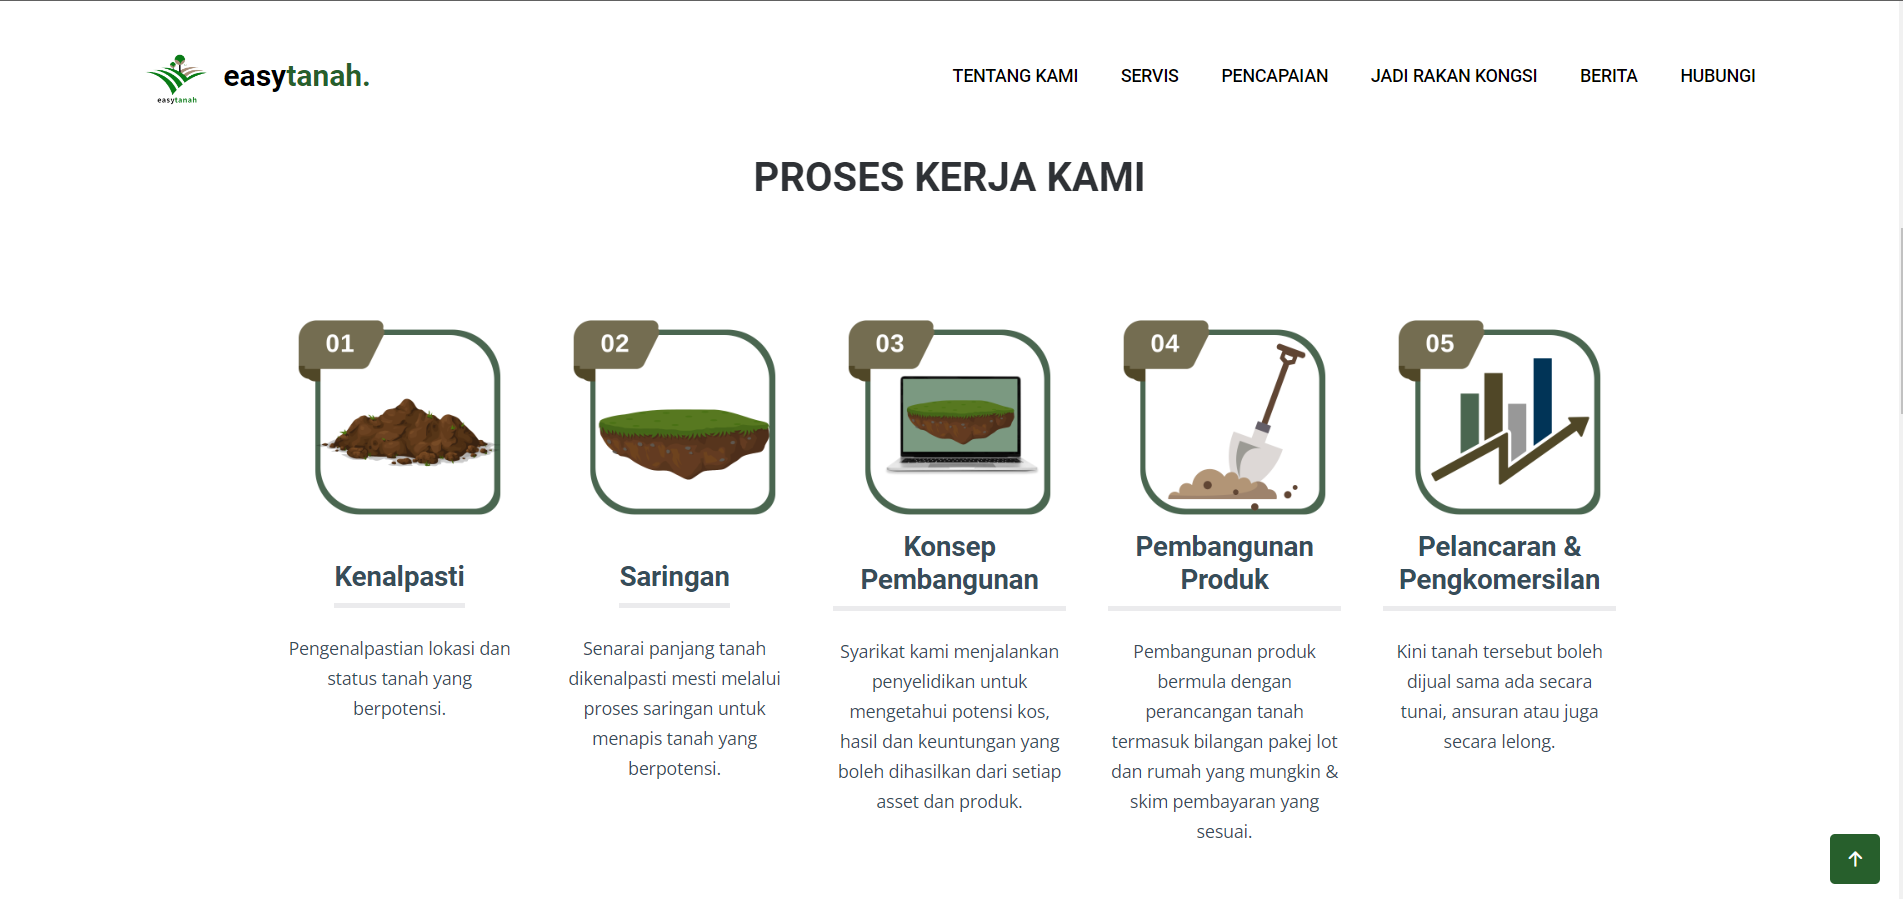 easytanah
easytanah.
TENTANG KAMI SERVIS PENCAPAIAN JADI RAKAN KONGSI BERITA HUBUNGI
PROSES KERJA KAMI
01
Kenalpasti
Pengenalpastian lokasi dan
status tanah yang
berpotensi.
02
Saringan
Senarai panjang tanah
dikenalpasti mesti melalui
proses saringan untuk
menapis tanah yang
berpotensi.
03
Konsep
Pembangunan
Syarikat kami menjalankan
penyelidikan untuk
mengetahui potensi kos,
hasil dan keuntungan yang
boleh dihasilkan dari setiap
asset dan produk.
04
Pembangunan
Produk
Pembangunan produk
bermula dengan
perancangan tanah
termasuk bilangan pakej lot
dan rumah yang mungkin &
skim pembayaran yang
sesuai.
05
Pelancaran &
Pengkomersilan
Kini tanah tersebut boleh
dijual sama ada secara
tunai, ansuran atau juga
secara lelong.